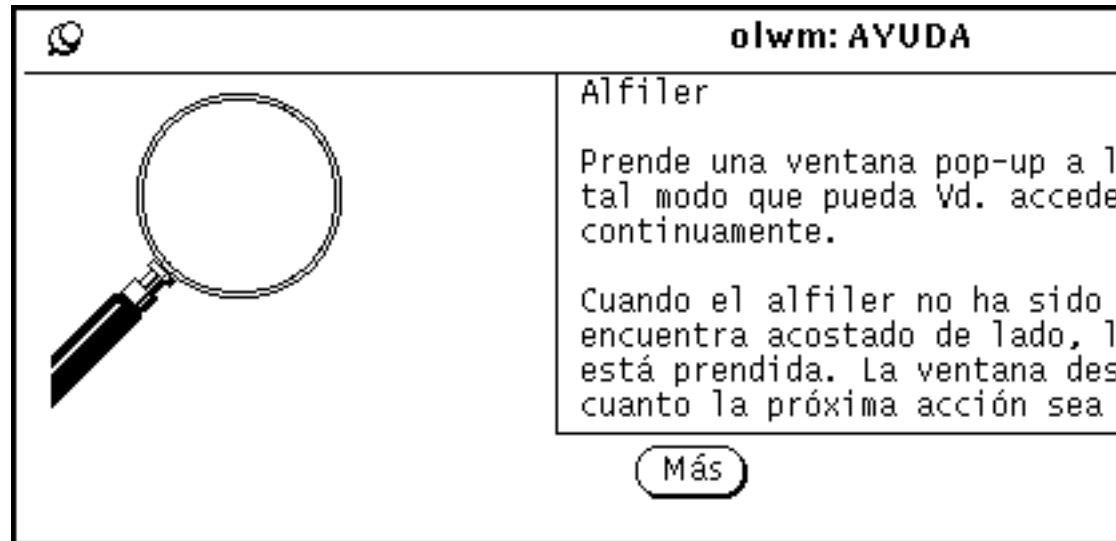 olwm: AYUDA
Alfiler
Prende una ventana pop-up a l
tal modo que pueda Vd. accede
continuamente.
Cuando el alfiler no ha sido
encuentra acostado de lado, l
está prendida. La ventana des
cuanto la próxima acción sea
Más